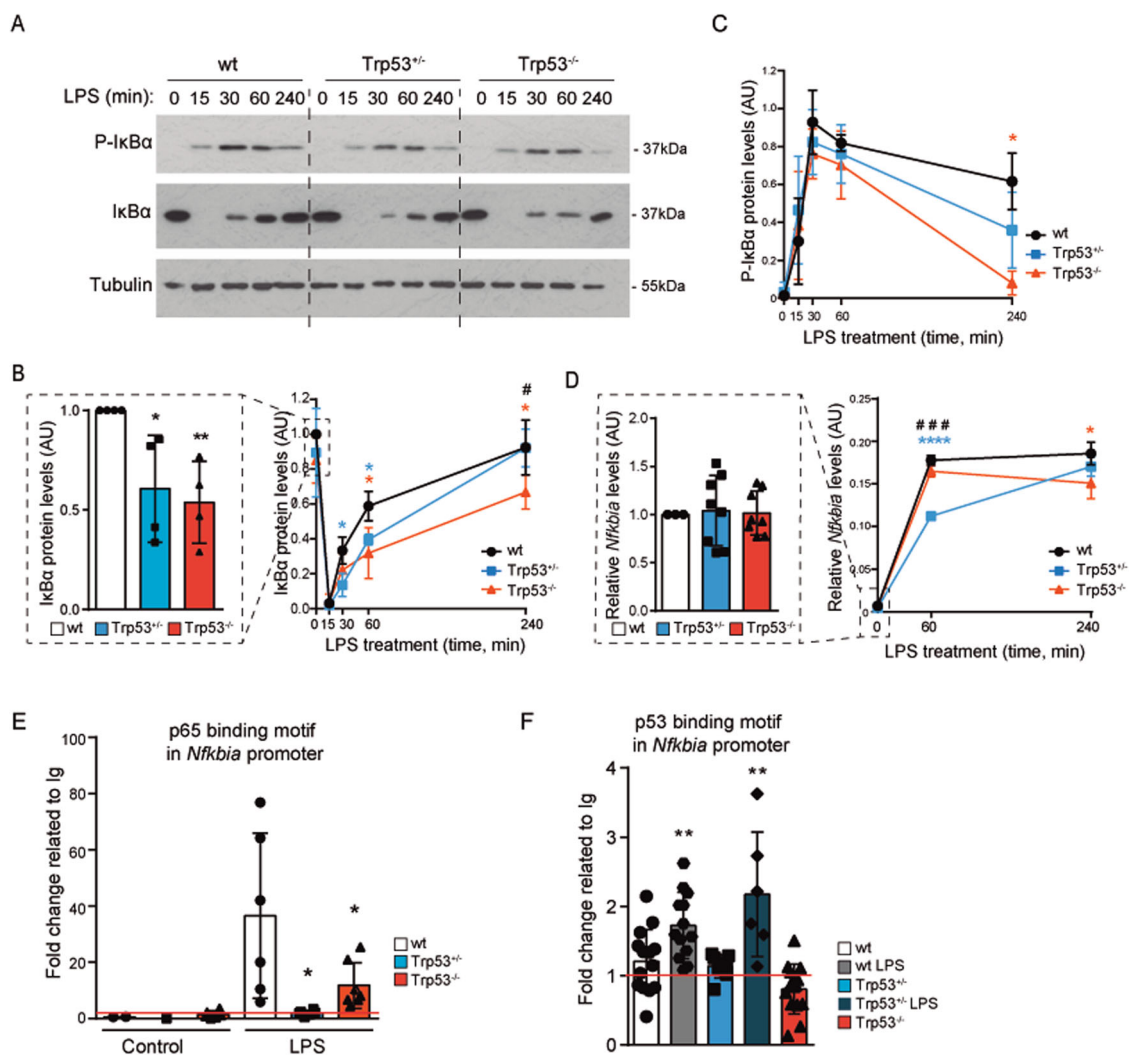 A
wt
Trp53+/-
Trp53-/-
LPS (min): 0 15 30 60 240 0 15 30 60 240 0 15 30 60 240
P-IκBα
- 37kDa
IκBα
- 37kDa
Tubulin
- 55kDa
C
P-IκBα protein levels (AU)
1.2
1.0
0.8
0.6
0.4
0.2
0
0 15 30 60 240
LPS treatment (time, min)
*
wt
Trp53+/-
Trp53-/-
B
IκBα protein levels (AU)
1.0
0.5
0.0
*
**
wt Trp53+/- Trp53-/-
IκBα protein levels (AU)
1.2
1.0
0.8
0.6
0.4
0.2
0.0
0 15 30 60 240
LPS treatment (time, min)
*
*
*
#
*
wt
Trp53+/-
Trp53-/-
D
Relative Nfkbia protein levels (AU)
2.0
1.5
1.0
0.5
0.0
wt Trp53+/- Trp53-/-
Relative Nfkbia protein levels (AU)
0.25
0.20
0.15
0.10
0.05
0.00
0 60 240
LPS treatment (time, min)
###
****
*
wt
Trp53+/-
Trp53-/-
E
p65 binding motif
in Nfkbia promoter
Fold change related to Ig
100
80
60
40
20
0
*
*
Control LPS
wt
Trp53+/-
Trp53-/-
F
p53 binding motif
in Nfkbia promoter
Fold change related to Ig
4
3
2
1
0
**
**
wt
wt LPS
Trp53+/-
Trp53+/- LPS
Trp53-/-